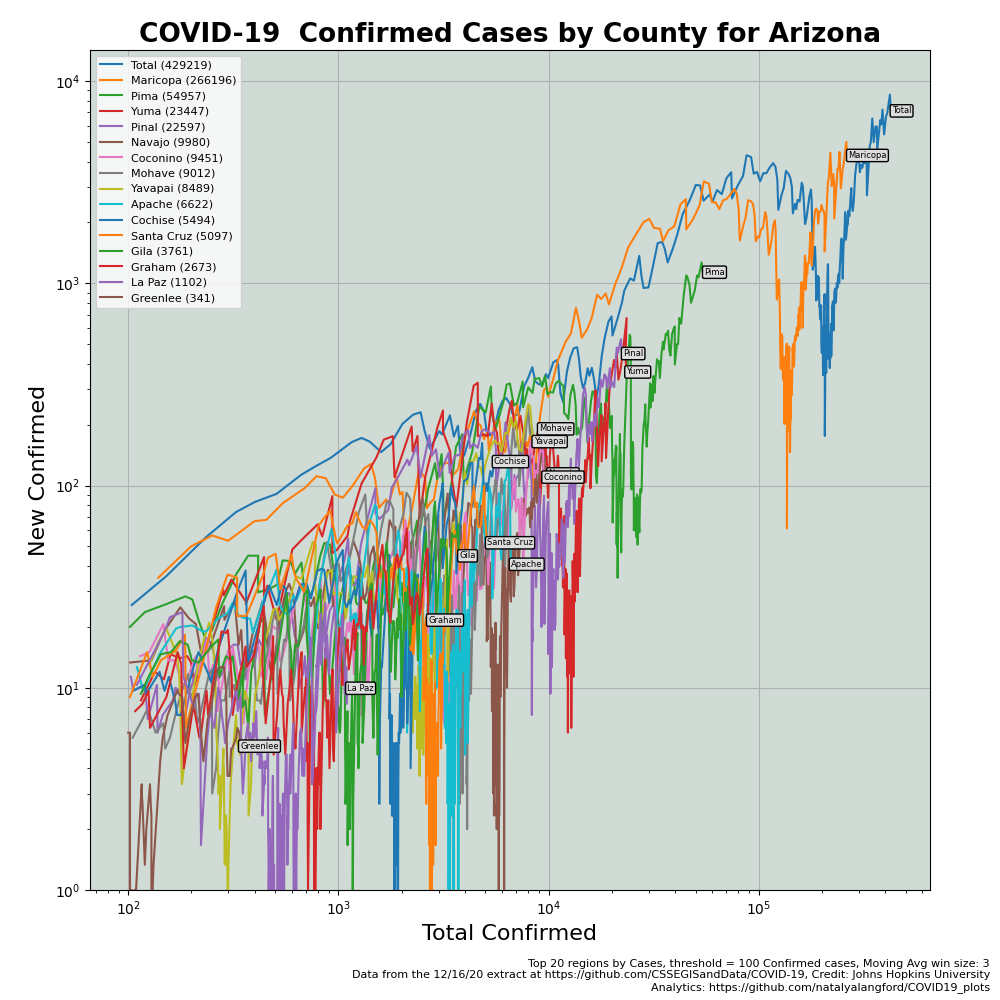 COVID-19  Confirmed Cases by County for Arizona
Total (429219)
Maricopa (266196)
Pima (54957)
Yuma (23447)
Pinal (22597)
Navajo (9980)
Coconino (9451)
Mohave (9012)
Yavapai (8489)
Apache (6622)
Cochise (5494)
Santa Cruz (5097)
Gila (3761)
Graham (2673)
La Paz (1102)
Greenlee (341)
Total
Maricopa
Pima
Pinal
Yuma
Mohave
Yavapai
Cochise
Coconino
Santa Cruz
Gila
Apache
Graham
La Paz
Greenlee
New Confirmed
10⁴
10³
10²
10¹
10⁰
10² 10³ 10⁴ 10⁵
Total Confirmed
Top 20 regions by Cases, threshold = 100 Confirmed cases, Moving Avg win size: 3
Data from the 12/16/20 extract at https://github.com/CSSEGISandData/COVID-19, Credit: Johns Hopkins University
Analytics: https://github.com/natalyalangford/COVID19_plots